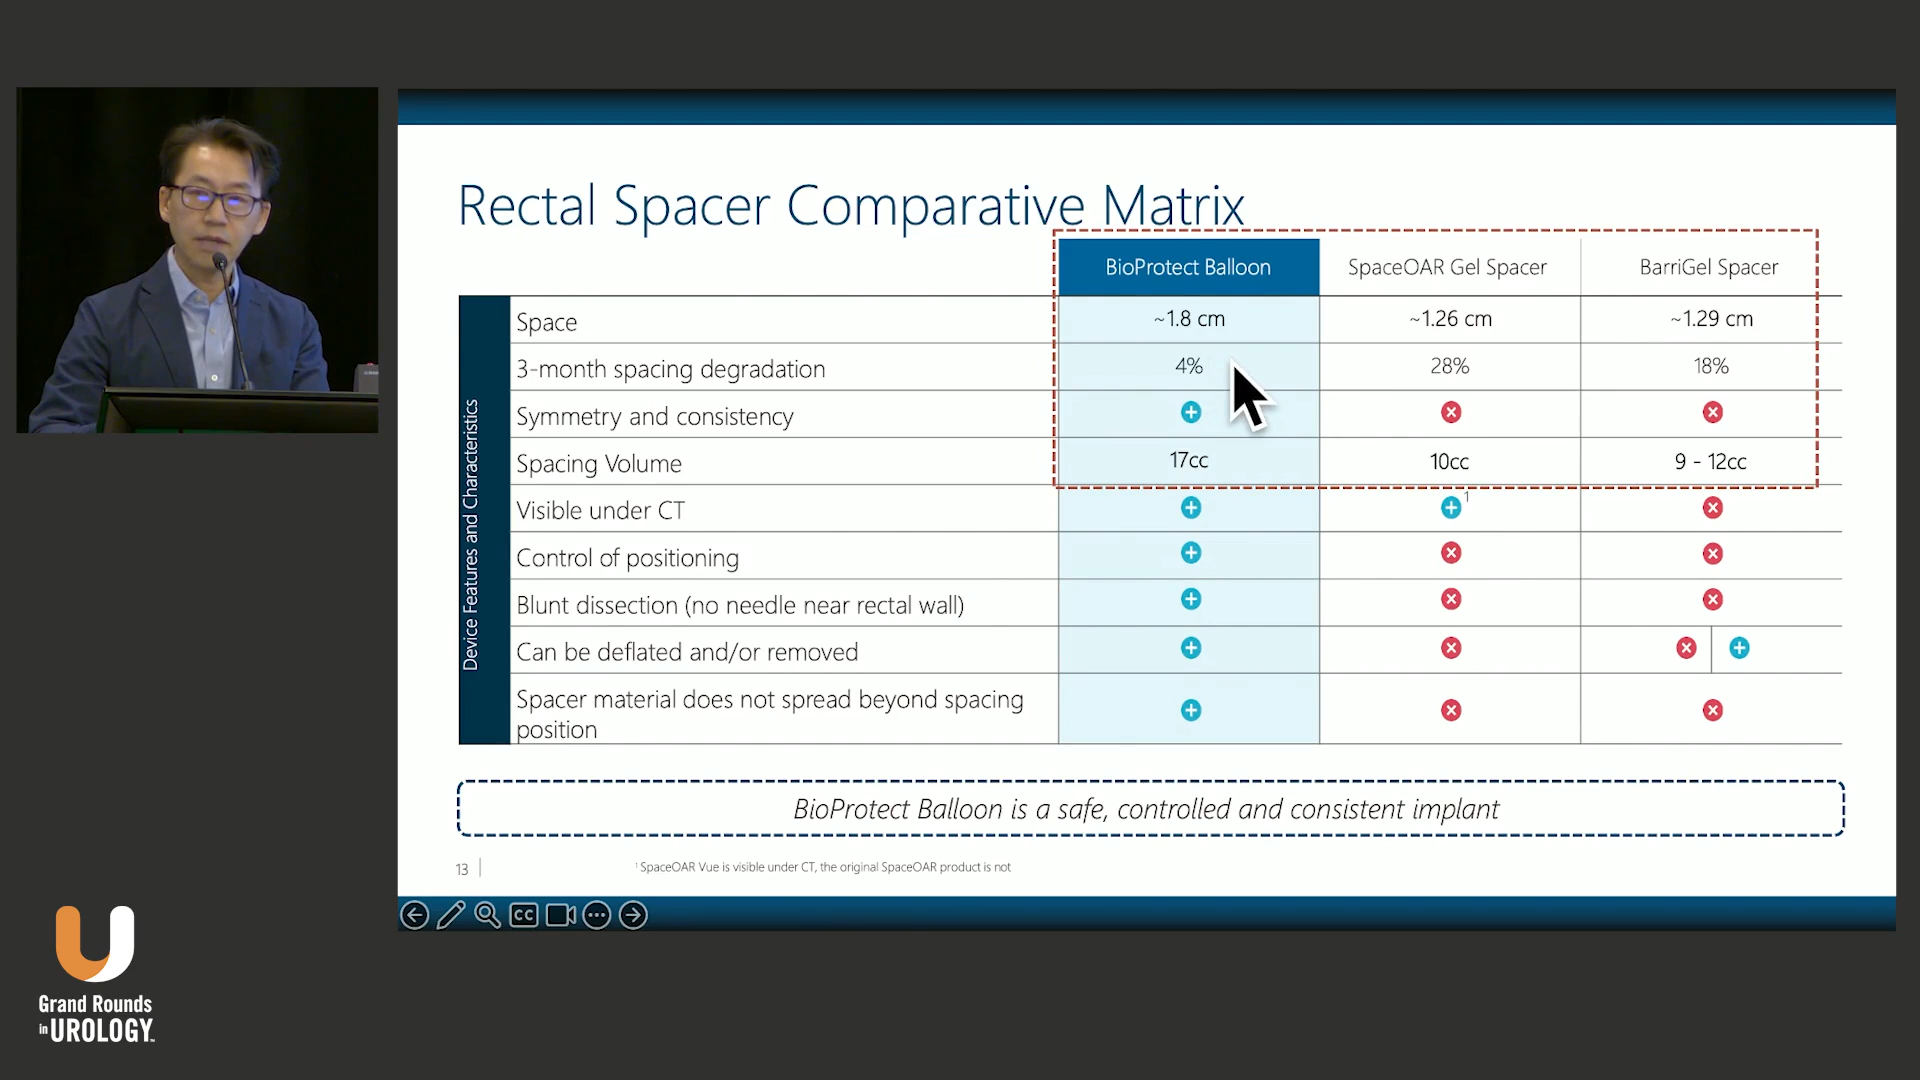 Rectal Spacer Comparative Matrix
BioProtect Balloon SpaceOAR Gel Spacer BarriGel Spacer
Device Features and Characteristics
Space ~1.8 cm ~1.26 cm ~1.29 cm
3-month spacing degradation 4% 28% 18%
Symmetry and consistency
Spacing Volume 17cc 10cc 9 - 12cc
Visible under CT 1
Control of positioning
Blunt dissection (no needle near rectal wall)
Can be deflated and/or removed
Spacer material does not spread beyond spacing
position
BioProtect Balloon is a safe, controlled and consistent implant
13
1 SpaceOAR Vue is visible under CT, the original SpaceOAR product is not
CC
Grand Rounds
in UROLOGY™